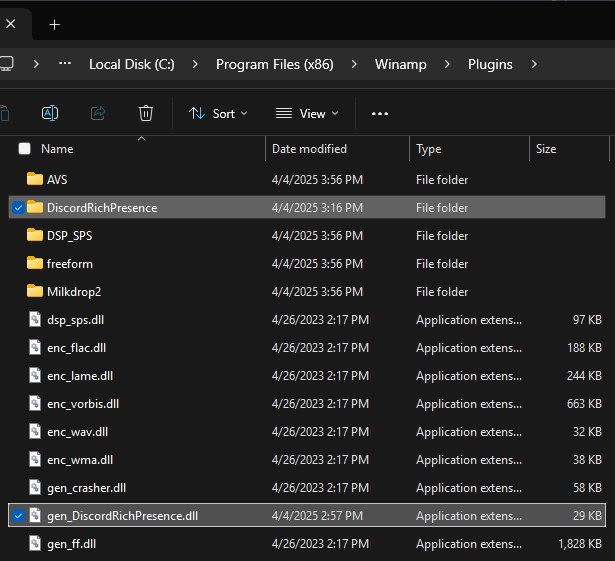 Local Disk (C:) Program Files (x86) Winamp Plugins
Sort View
Name Date modified Type Size
AVS 4/4/2025 3:56 PM File folder
DiscordRichPresence 4/4/2025 3:16 PM File folder
DSP_SPS 4/4/2025 3:56 PM File folder
freeform 4/4/2025 3:56 PM File folder
Milkdrop2 4/4/2025 3:56 PM File folder
dsp_sps.dll 4/26/2023 2:17 PM Application extens... 97 KB
enc_flac.dll 4/26/2023 2:17 PM Application extens... 188 KB
enc_lame.dll 4/26/2023 2:17 PM Application extens... 244 KB
enc_vorbis.dll 4/26/2023 2:17 PM Application extens... 663 KB
enc_wav.dll 4/26/2023 2:17 PM Application extens... 32 KB
enc_wma.dll 4/26/2023 2:17 PM Application extens... 38 KB
gen_crasher.dll 4/26/2023 2:17 PM Application extens... 58 KB
gen_DiscordRichPresence.dll 4/4/2025 2:57 PM Application extens... 29 KB
gen_ff.dll 4/26/2023 2:17 PM Application extens... 1,828 KB